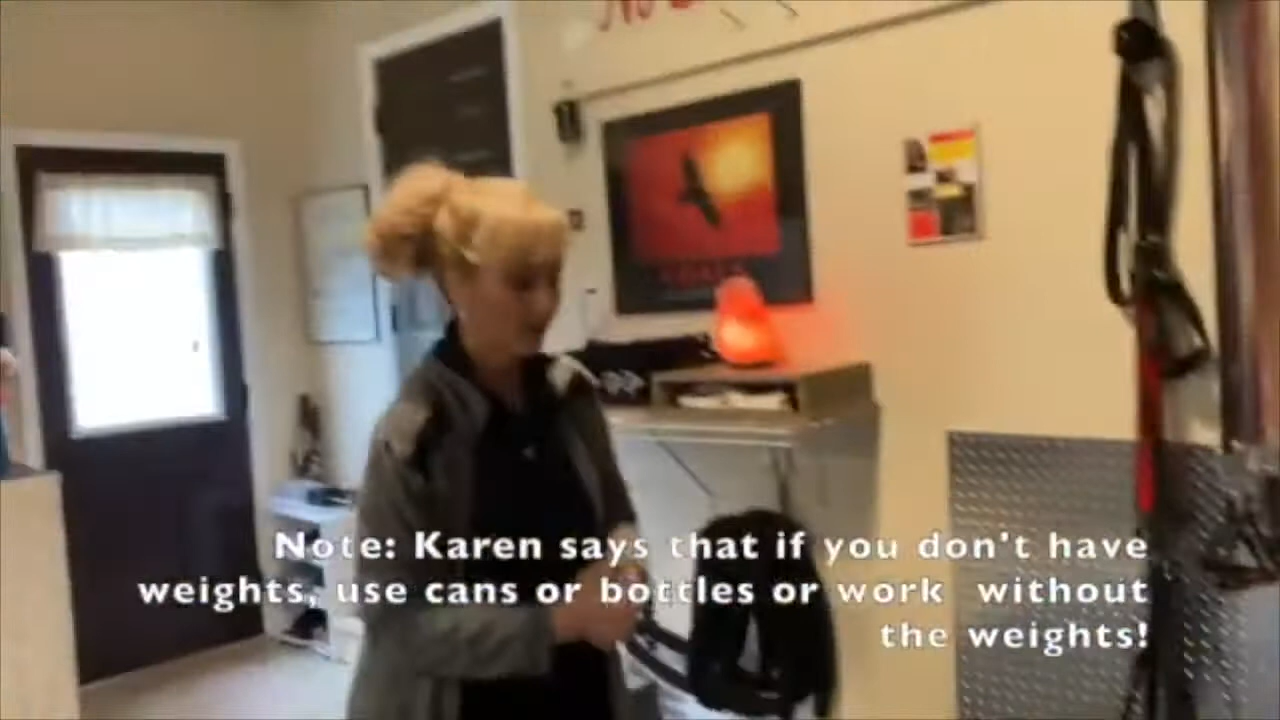 Note: Karen says that if you don't have
weights, use cans or bottles or work without
the weights!